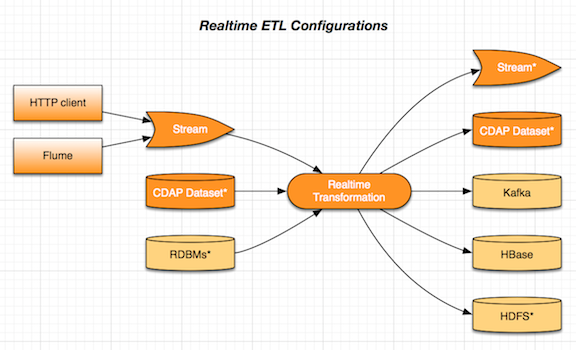 Realtime ETL Configurations
HTTP client
Flume
Stream
CDAP Dataset*
RDBMs*
Realtime
Transformation
Stream*
CDAP Dataset*
Kafka
HBase
HDFS*